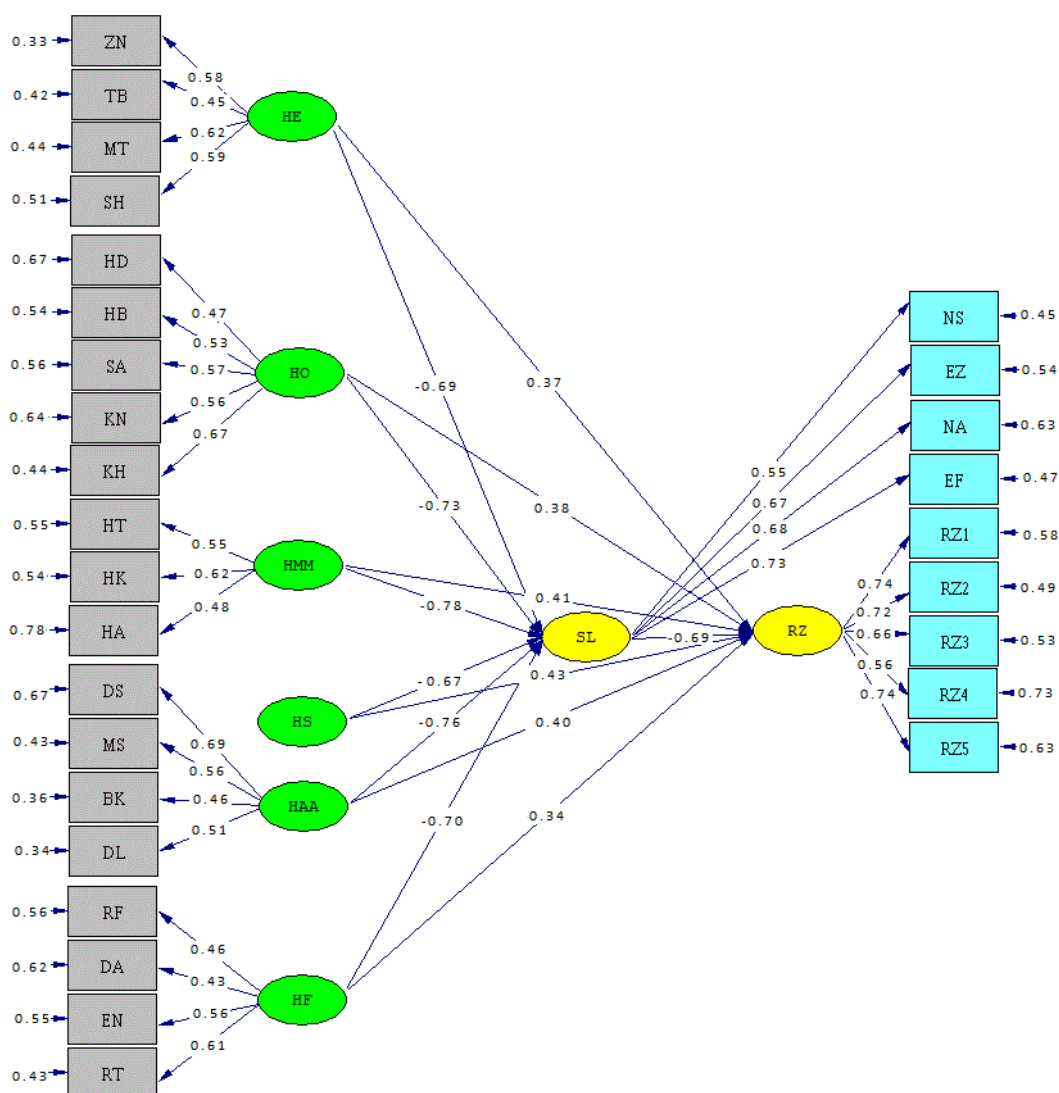 0.33 ZN
0.58
0.42 TB
0.45
HE
0.62
0.44 MT
0.59
0.51 SH
0.67 HD
0.47
0.54 HB
0.53
0.56 SA
0.57
HO
0.56
0.64 KN
0.67
0.44 KH
0.55 HT
0.55
HMM
0.54 HK
0.62
0.48
0.78 HA
0.67 DS
HS
0.43 MS
0.69
0.56
0.36 BK
0.46
HAA
0.51
0.34 DL
0.56 RF
0.46
0.62 DA
0.43
HF
0.56
0.55 EN
0.61
0.43 RT
-0.69
0.37
-0.73
0.38
-0.78
0.41
SL
-0.69
RZ
-0.67
0.43
-0.76
0.40
-0.70
0.34
0.55
0.67
0.68
0.73
NS 0.45
EZ 0.54
NA 0.63
EF 0.47
RZ1 0.58
0.74
RZ2 0.49
0.72
RZ3 0.53
0.66
0.56
RZ4 0.73
0.74
RZ5 0.63